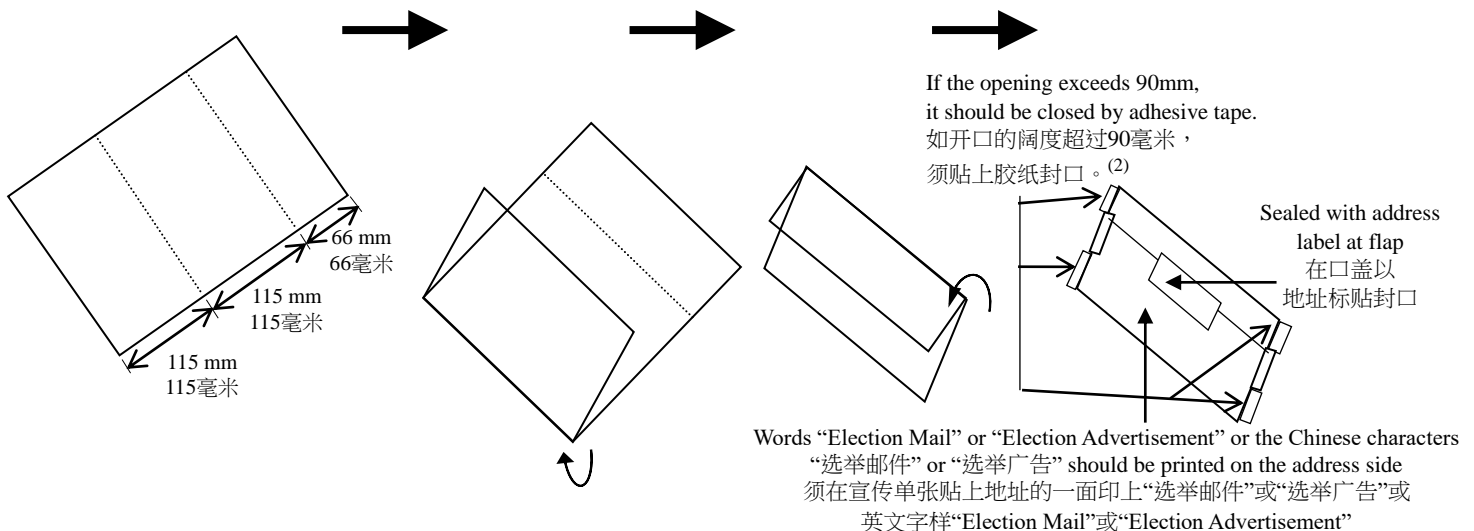 66 mm
66毫米
115 mm
115毫米
115 mm
115毫米
If the opening exceeds 90mm,
it should be closed by adhesive tape.
如开口的阔度超过90毫米，
须贴上胶纸封口。(2)
Sealed with address
label at flap
在口盖以
地址标贴封口
Words “Election Mail” or “Election Advertisement” or the Chinese characters
“选举邮件” or “选举广告” should be printed on the address side
须在宣传单张贴上地址的一面印上“选举邮件”或“选举广告”或
英文字样“Election Mail”或“Election Advertisement”